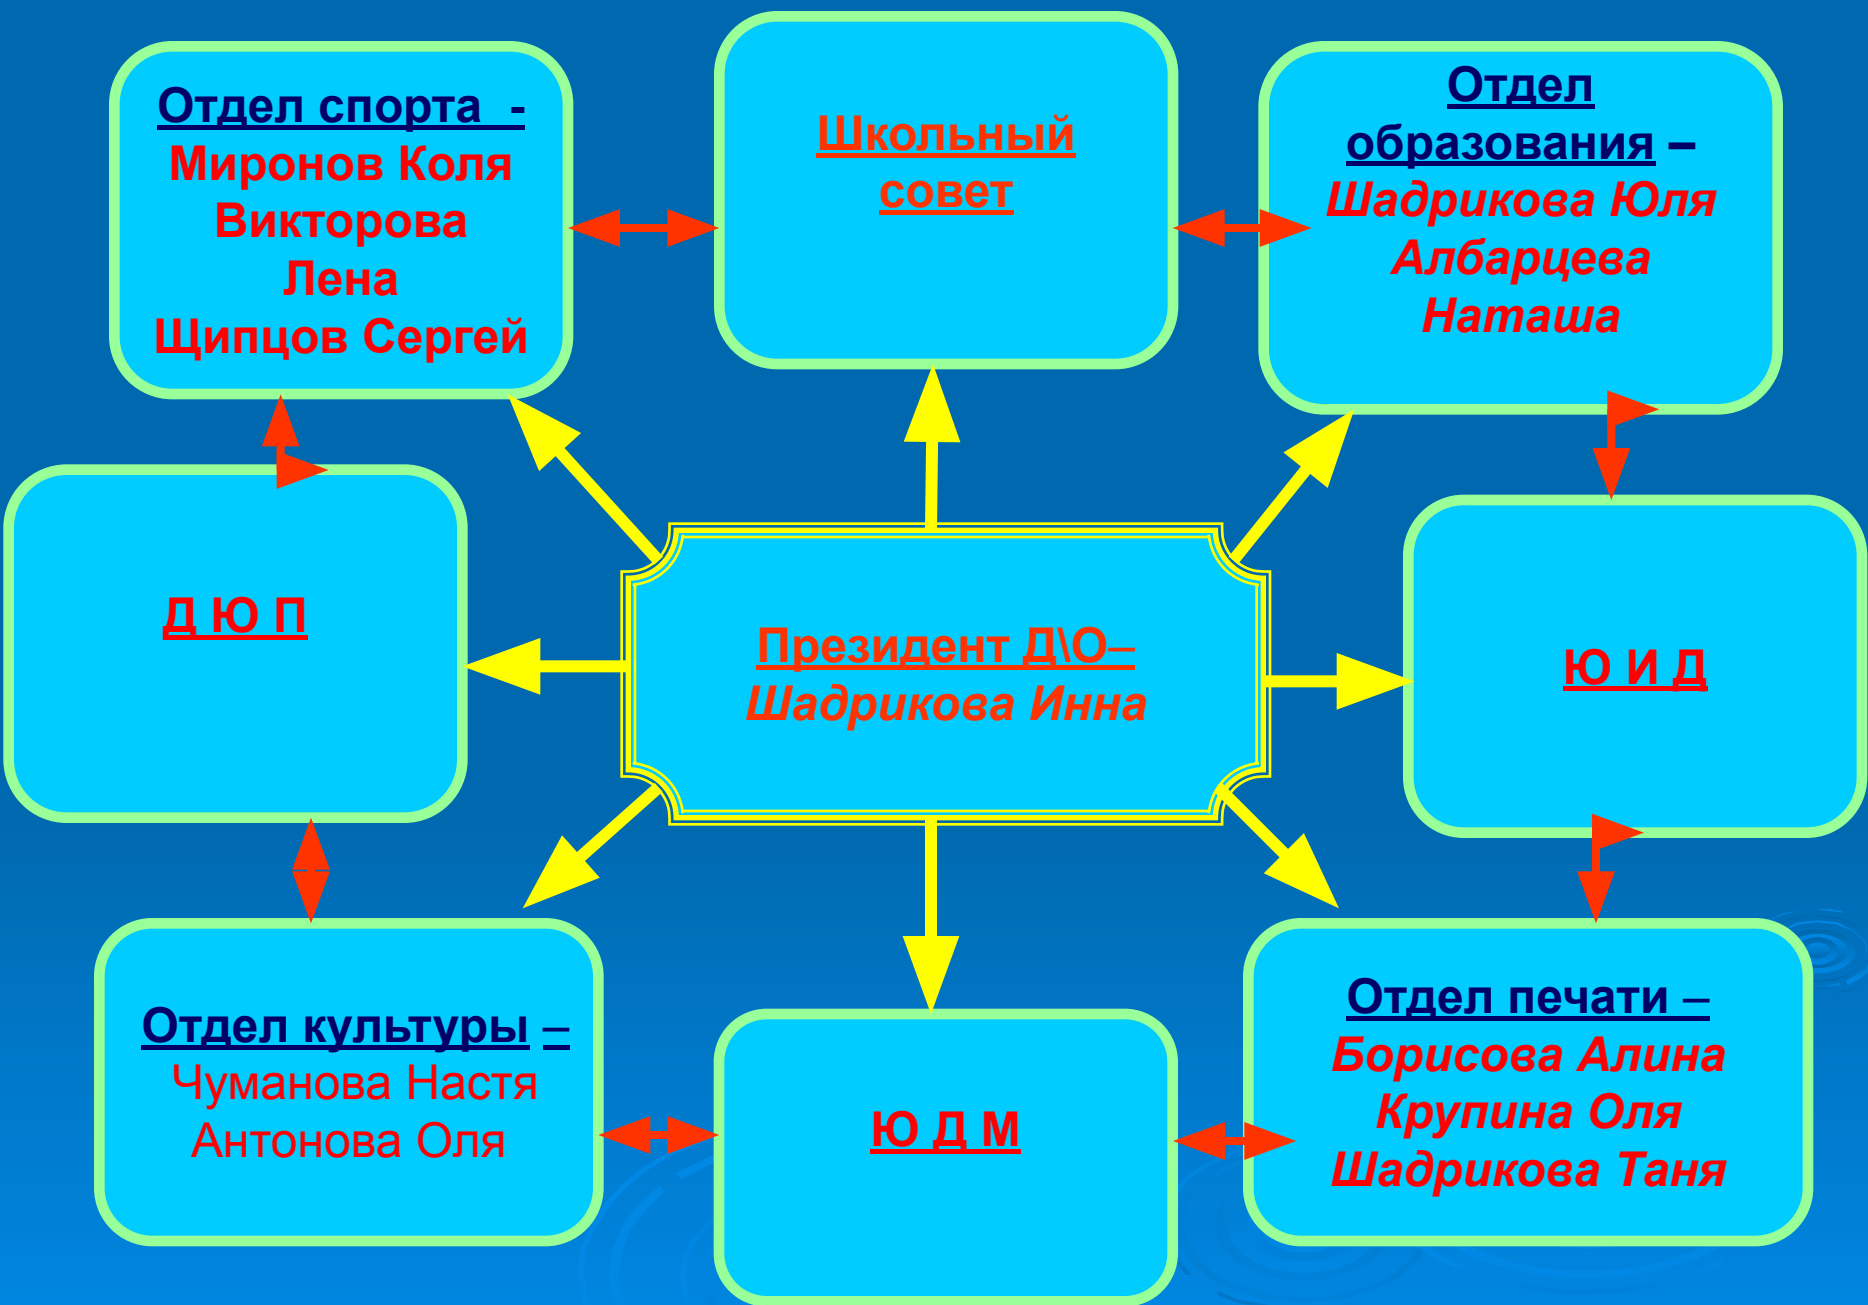 Отдел спорта -
Миронов Коля
Викторова
Лена
Щипцов Сергей
Школьный
совет
Отдел
образования –
Шадрикова Юля
Албарцева
Наташа
Д Ю П
Президент Д\О–
Шадрикова Инна
Ю И Д
Отдел культуры –
Чуманова Настя
Антонова Оля
Ю Д М
Отдел печати –
Борисова Алина
Крупина Оля
Шадрикова Таня